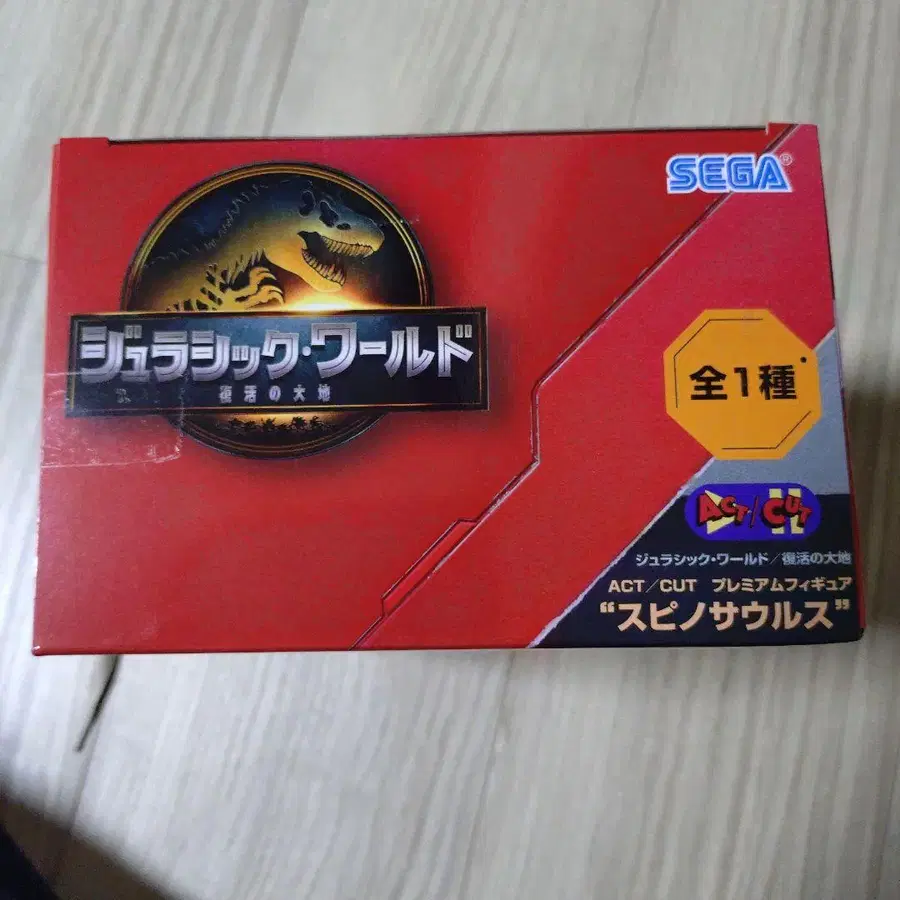 SEGA®
ジュラシック・ワールド
復活の大地
全1種
ACT/CUT
ジュラシック・ワールド/復活の大地
ACT/CUT プレミアムフィギュア
“スピノサウルス”